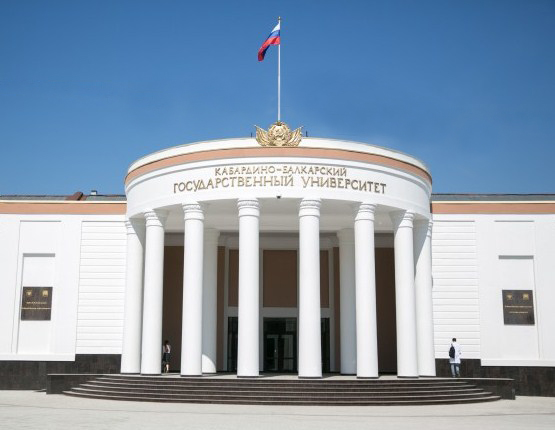 КАБАРДИНО-БАЛКАРСКИЙ
ГОСУДАРСТВЕННЫЙ УНИВЕРСИТЕТ